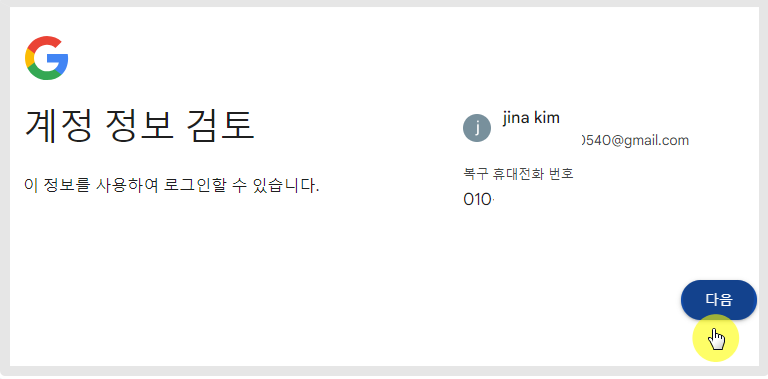 계정 정보 검토
이 정보를 사용하여 로그인할 수 있습니다.
j
jina kim
0540@gmail.com
복구 휴대전화 번호
010-
다음